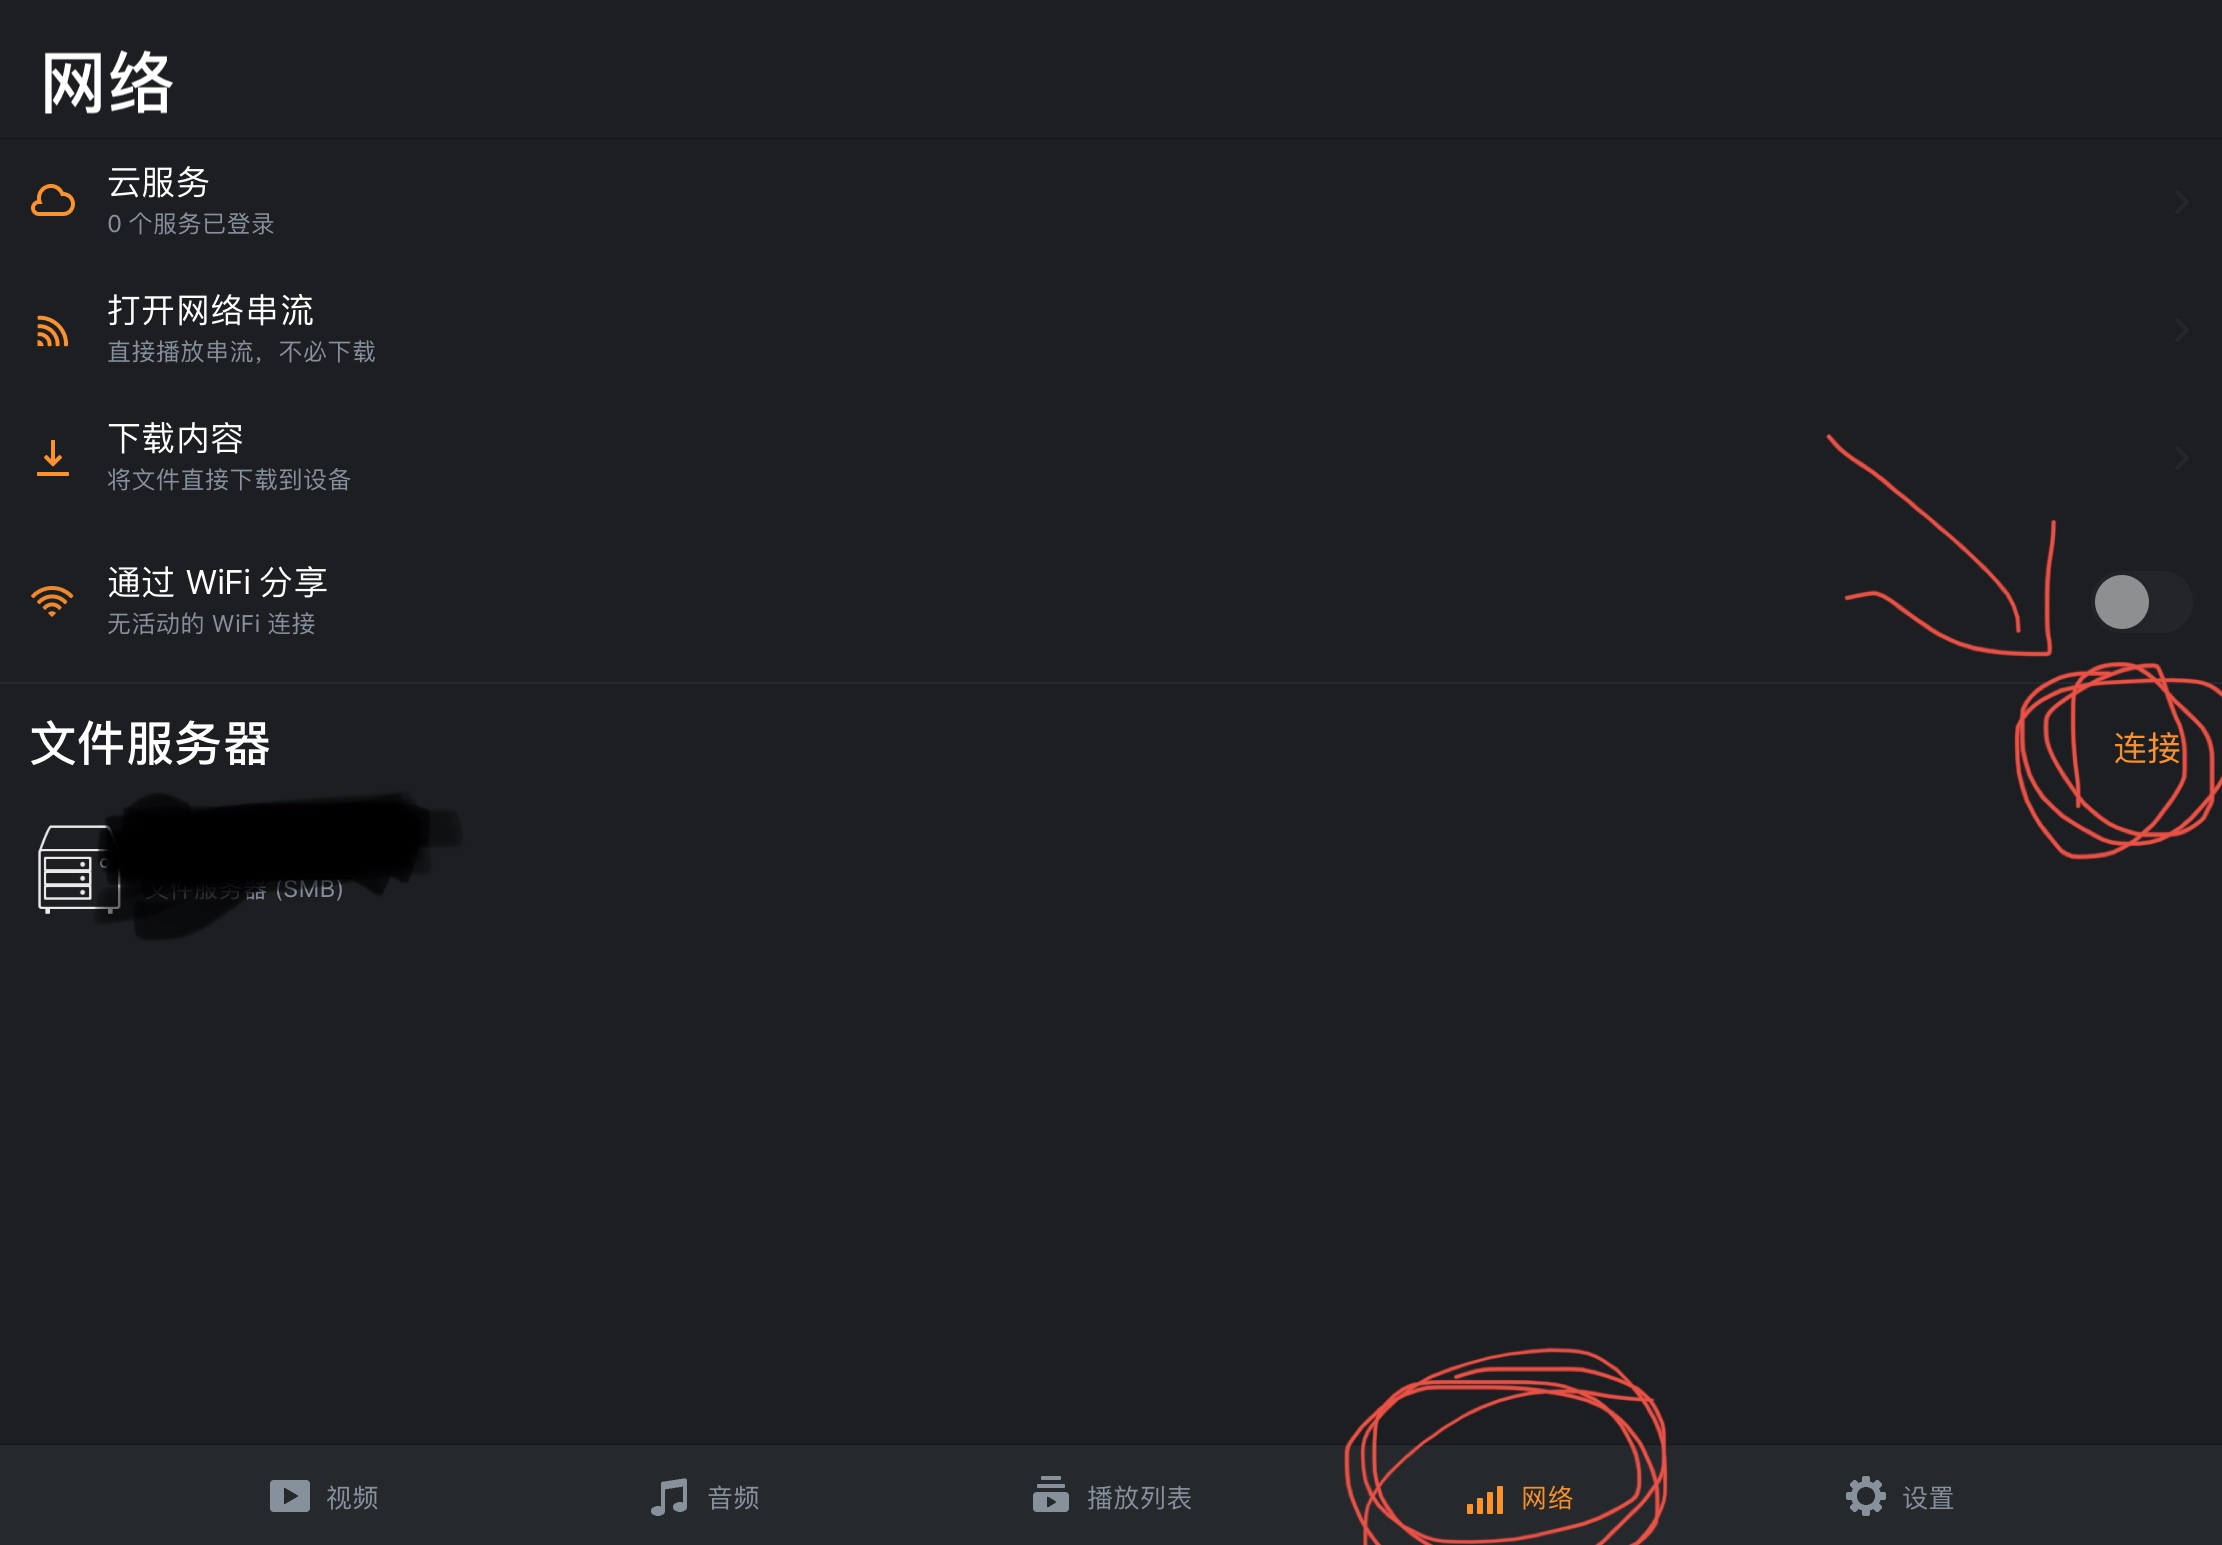 网络
云服务
0 个服务已登录
打开网络串流
直接播放串流，不必下载
下载内容
将文件直接下载到设备
通过 WiFi 分享
无活动的 WiFi 连接
文件服务器
连接
文件服务器 (SMB)
视频
音频
播放列表
网络
设置